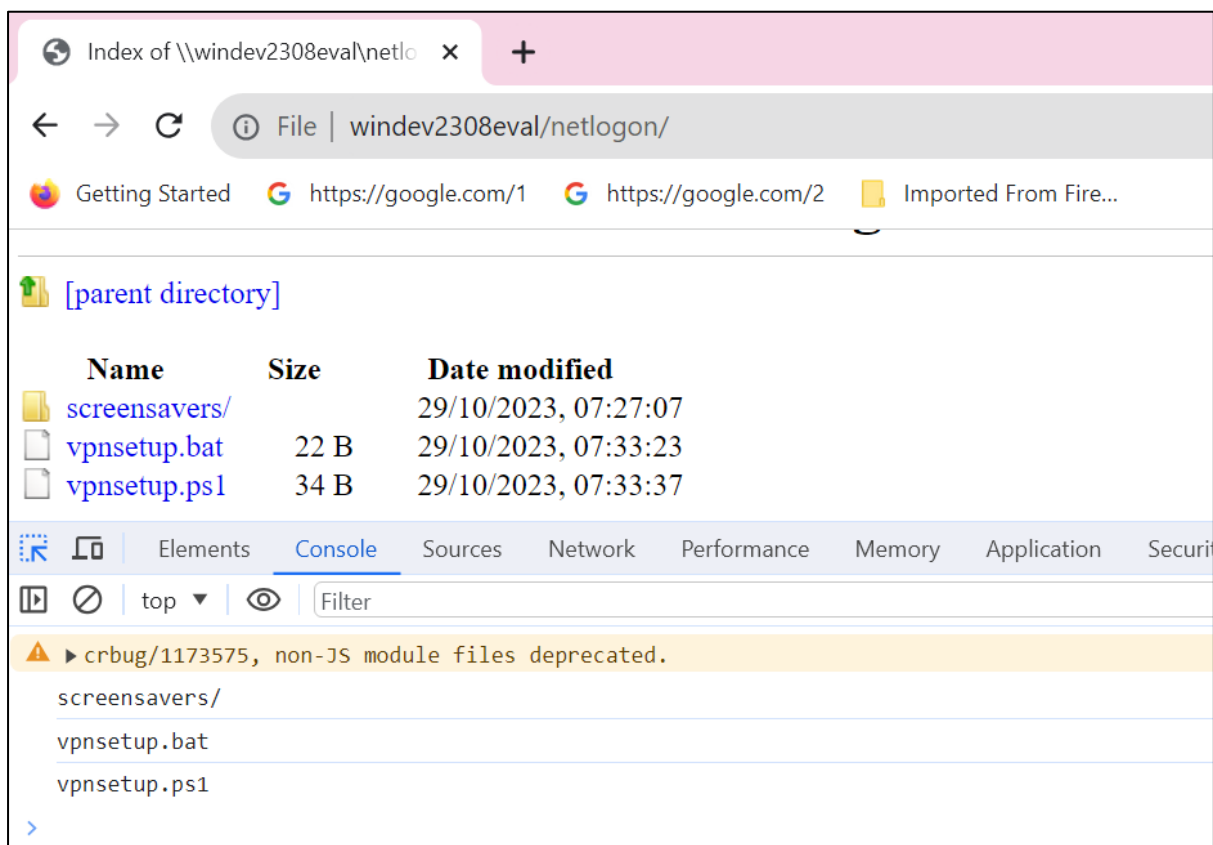 Index of \\windev2308eval\netlo
File | windev2308eval/netlogon/
Getting Started https://google.com/1 https://google.com/2 Imported From Fire...
[parent directory]
Name Size Date modified
screensavers/ 29/10/2023, 07:27:07
vpnsetup.bat 22 B 29/10/2023, 07:33:23
vpnsetup.ps1 34 B 29/10/2023, 07:33:37
Elements Console Sources Network Performance Memory Application Securit
top Filter
crbug/1173575, non-JS module files deprecated.
screensavers/
vpnsetup.bat
vpnsetup.ps1